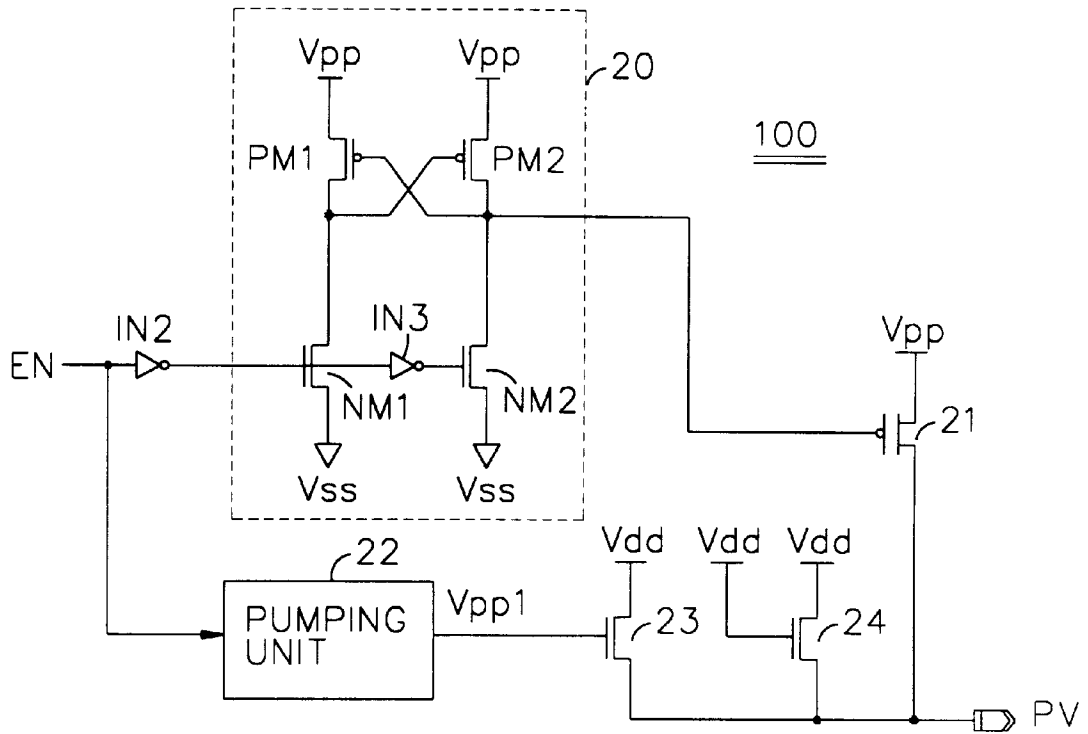 Vpp
Vpp
20
100
PM1
PM2
IN2
IN3
EN
NM1
NM2
Vpp
21
Vss
Vss
22
Vdd
Vdd
Vdd
PUMPING
UNIT
Vpp1
23
24
PV